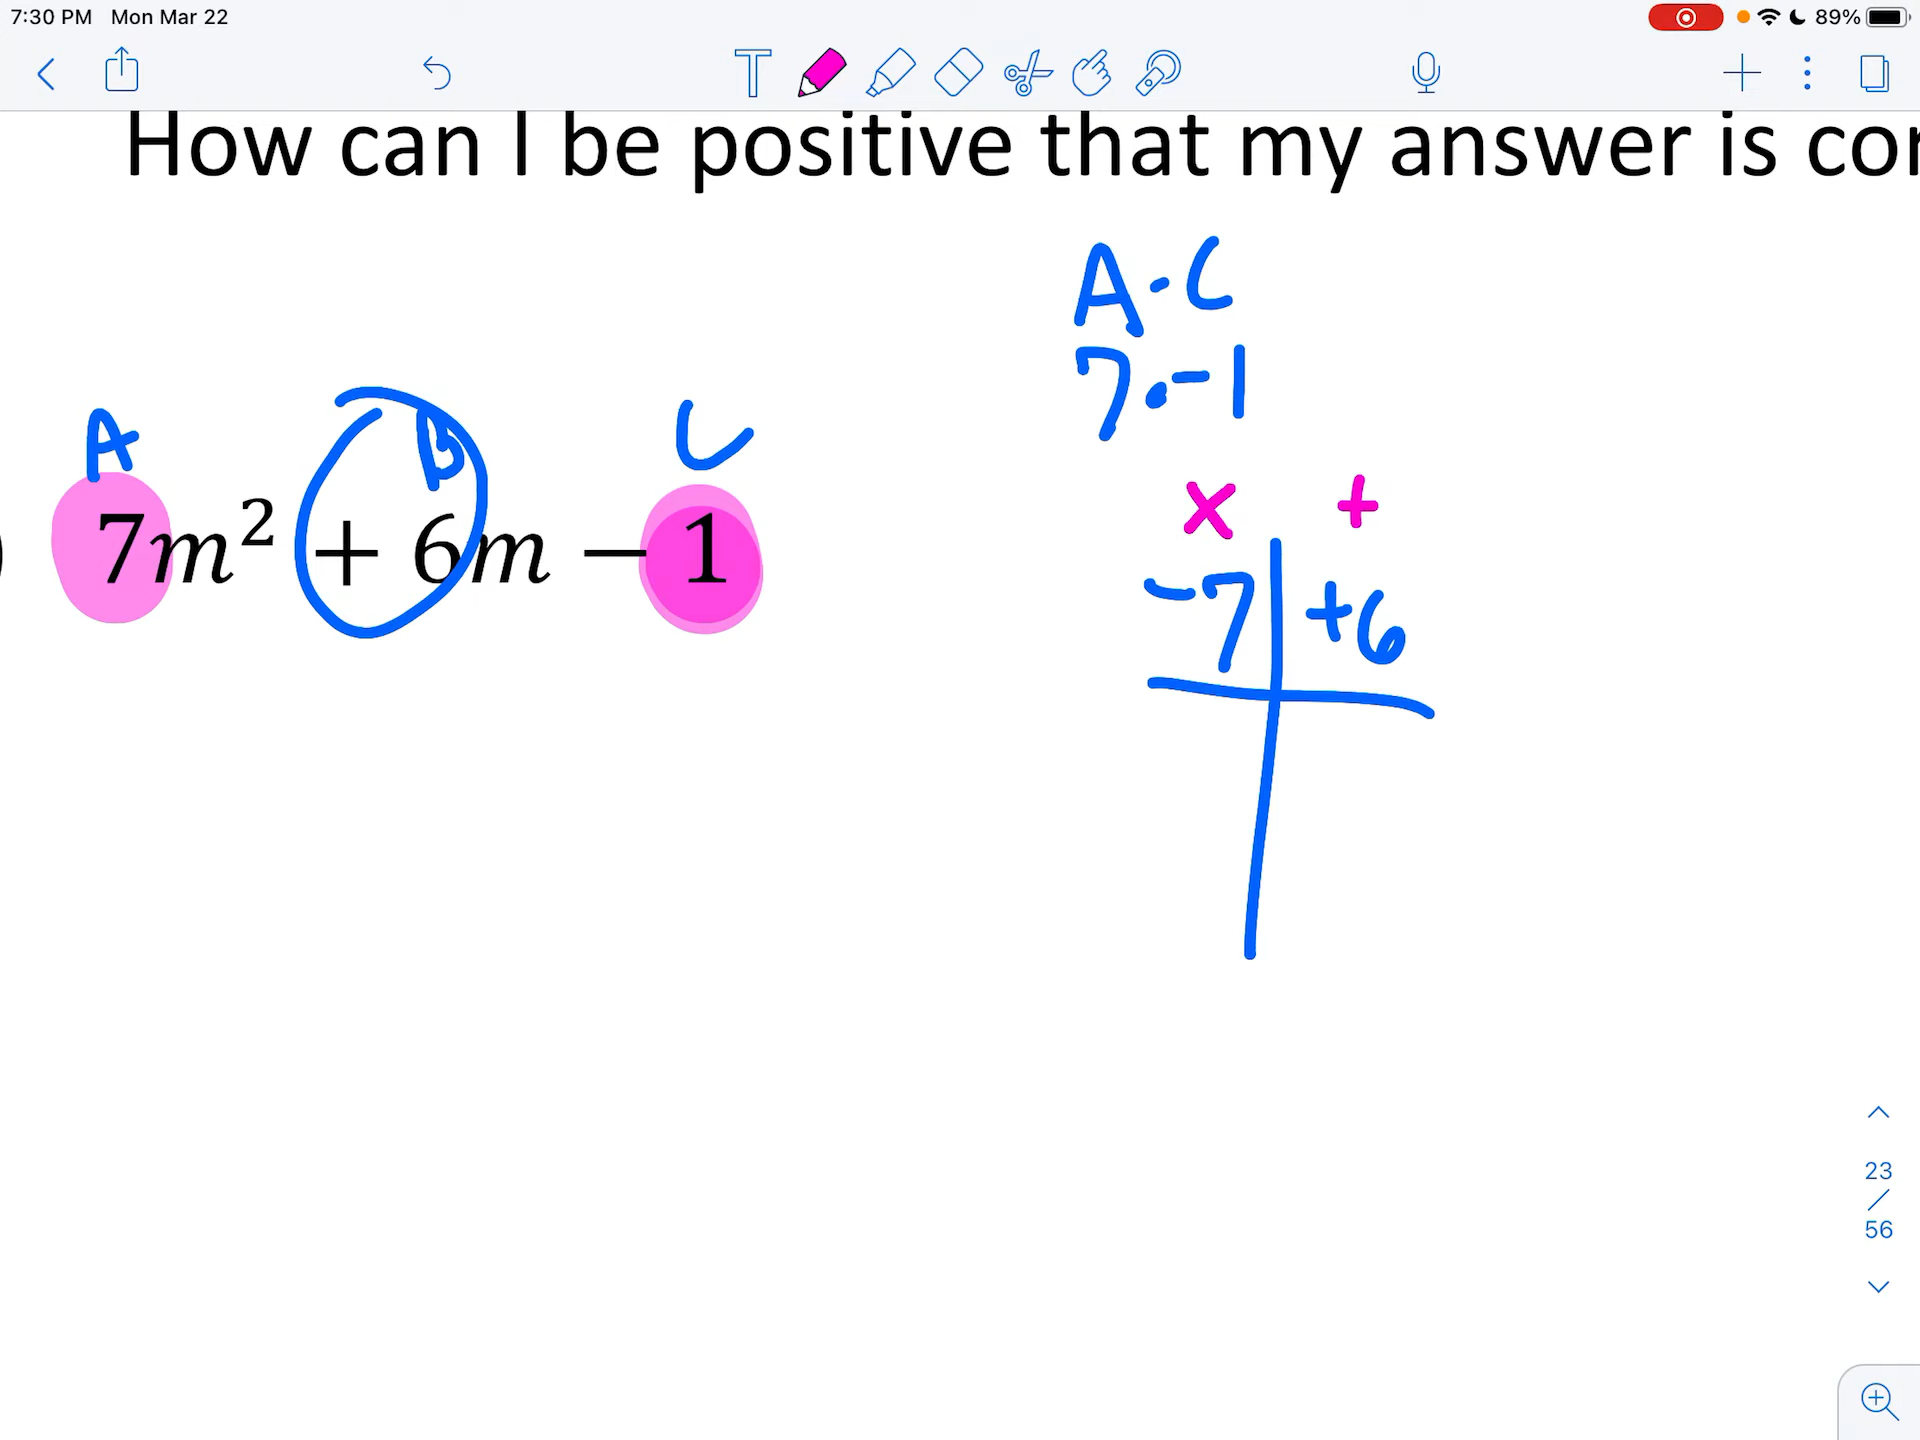 7:30 PM Mon Mar 22
89%
T
How can I be positive that my answer is cor
A · C
7 · -1
A B C
) 7m² + 6m − 1
x +
-7 +6
23
/
56